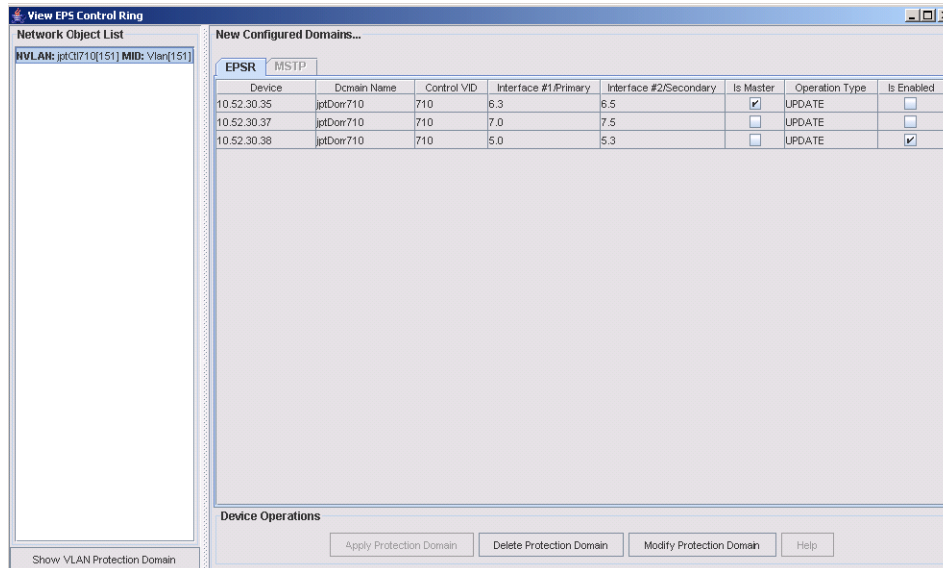 View EPS Control Ring
Network Object List
NVLAN: jptCtl710[151] MID: Vlan[151]
Show VLAN Protection Domain
New Configured Domains...
EPSR MSTP
Device Domain Name Control VID Interface #1/Primary Interface #2/Secondary Is Master Operation Type Is Enabled
10.52.30.35 jptDorr710 710 6.3 6.5 UPDATE
10.52.30.37 jptDorr710 710 7.0 7.5 UPDATE
10.52.30.38 jptDorr710 710 5.0 5.3 UPDATE
Device Operations
Apply Protection Domain Delete Protection Domain Modify Protection Domain Help